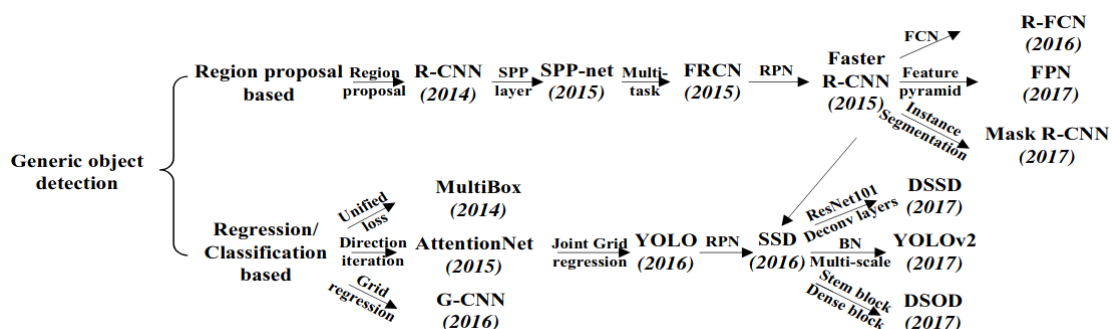 Generic object
detection
Region proposal
based
Region
proposal
R-CNN
(2014)
SPP
layer
SPP-net
(2015)
Multi-
task
FRCN
(2015)
RPN
Faster
R-CNN
(2015)
FCN
R-FCN
(2016)
Feature
pyramid
FPN
(2017)
Instance
Segmentation
Mask R-CNN
(2017)
Regression/
Classification
based
Unified
loss
MultiBox
(2014)
Direction
iteration
AttentionNet
(2015)
Grid
regression
G-CNN
(2016)
Joint Grid
regression
YOLO
(2016)
RPN
SSD
(2016)
ResNet101
Deconv layers
DSSD
(2017)
BN
Multi-scale
YOLOv2
(2017)
Stem block
Dense block
DSOD
(2017)